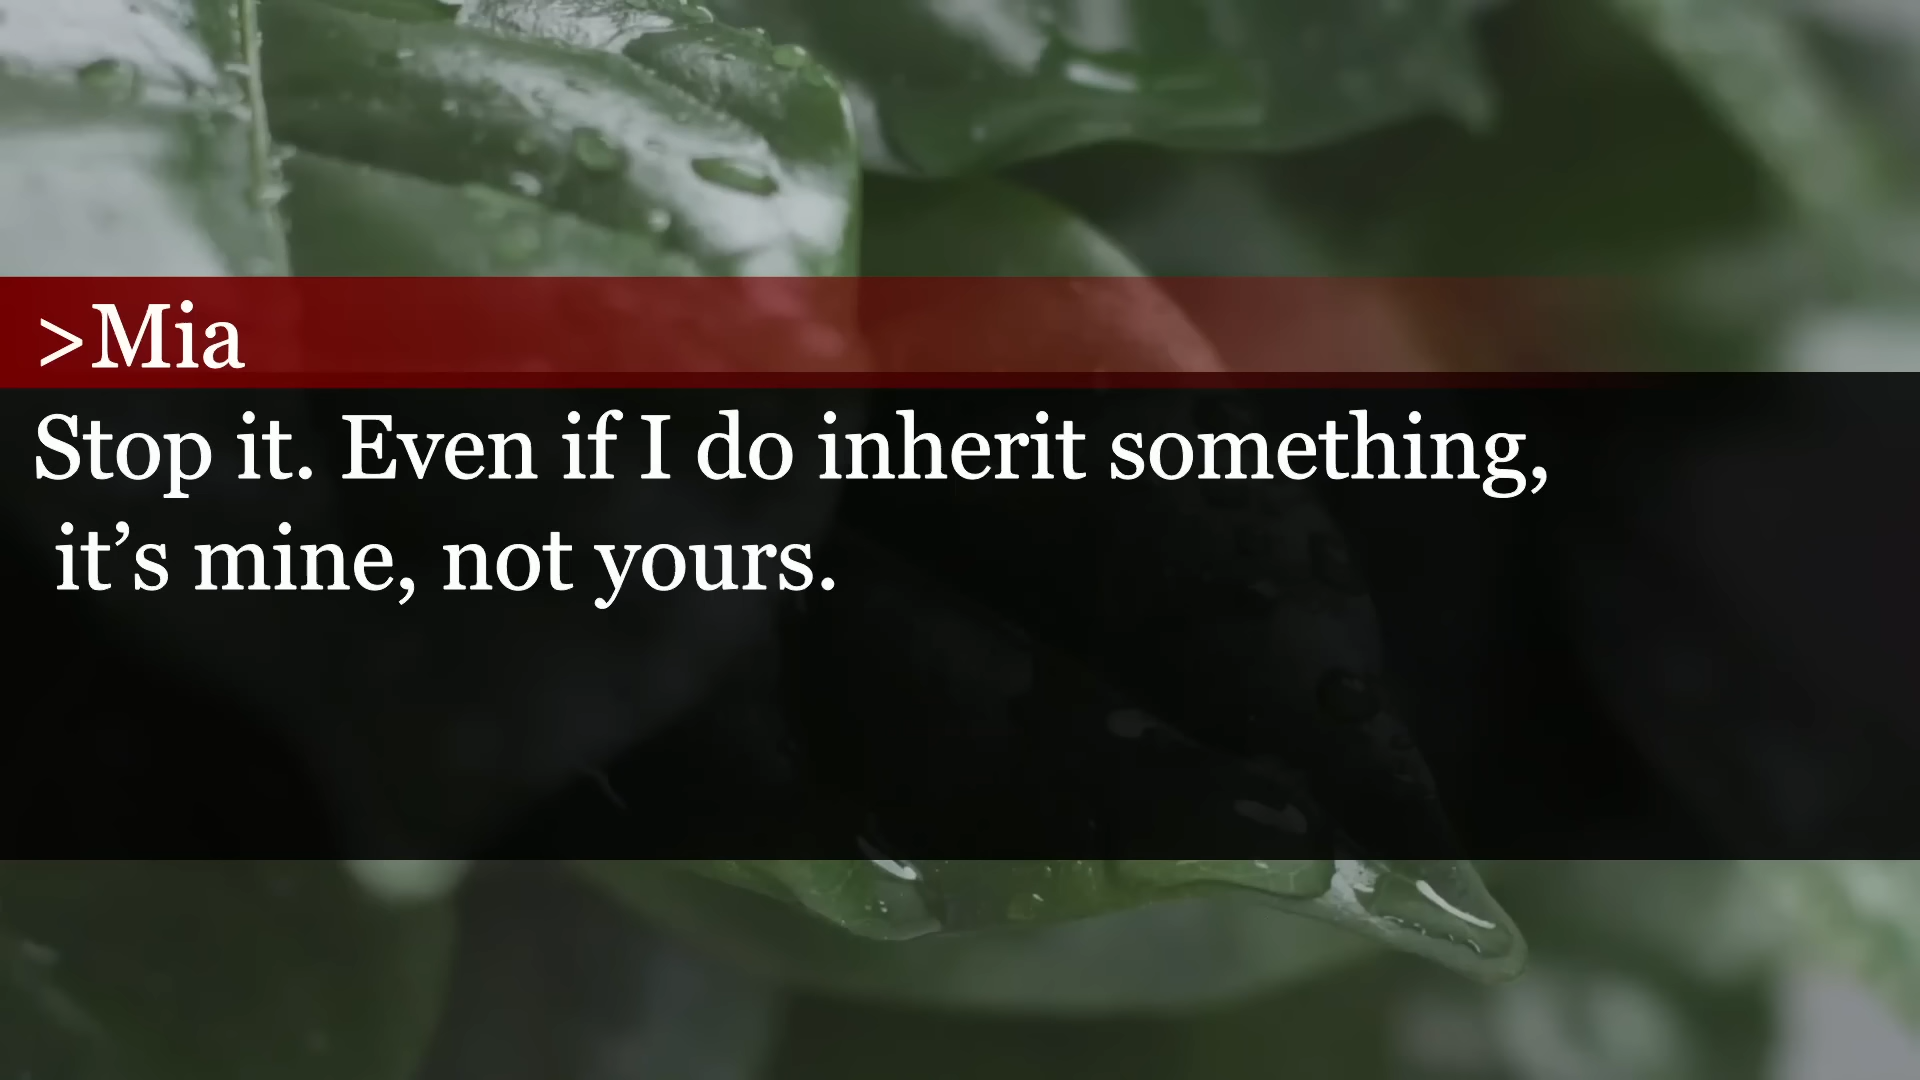 >Mia
Stop it. Even if I do inherit something,
it’s mine, not yours.